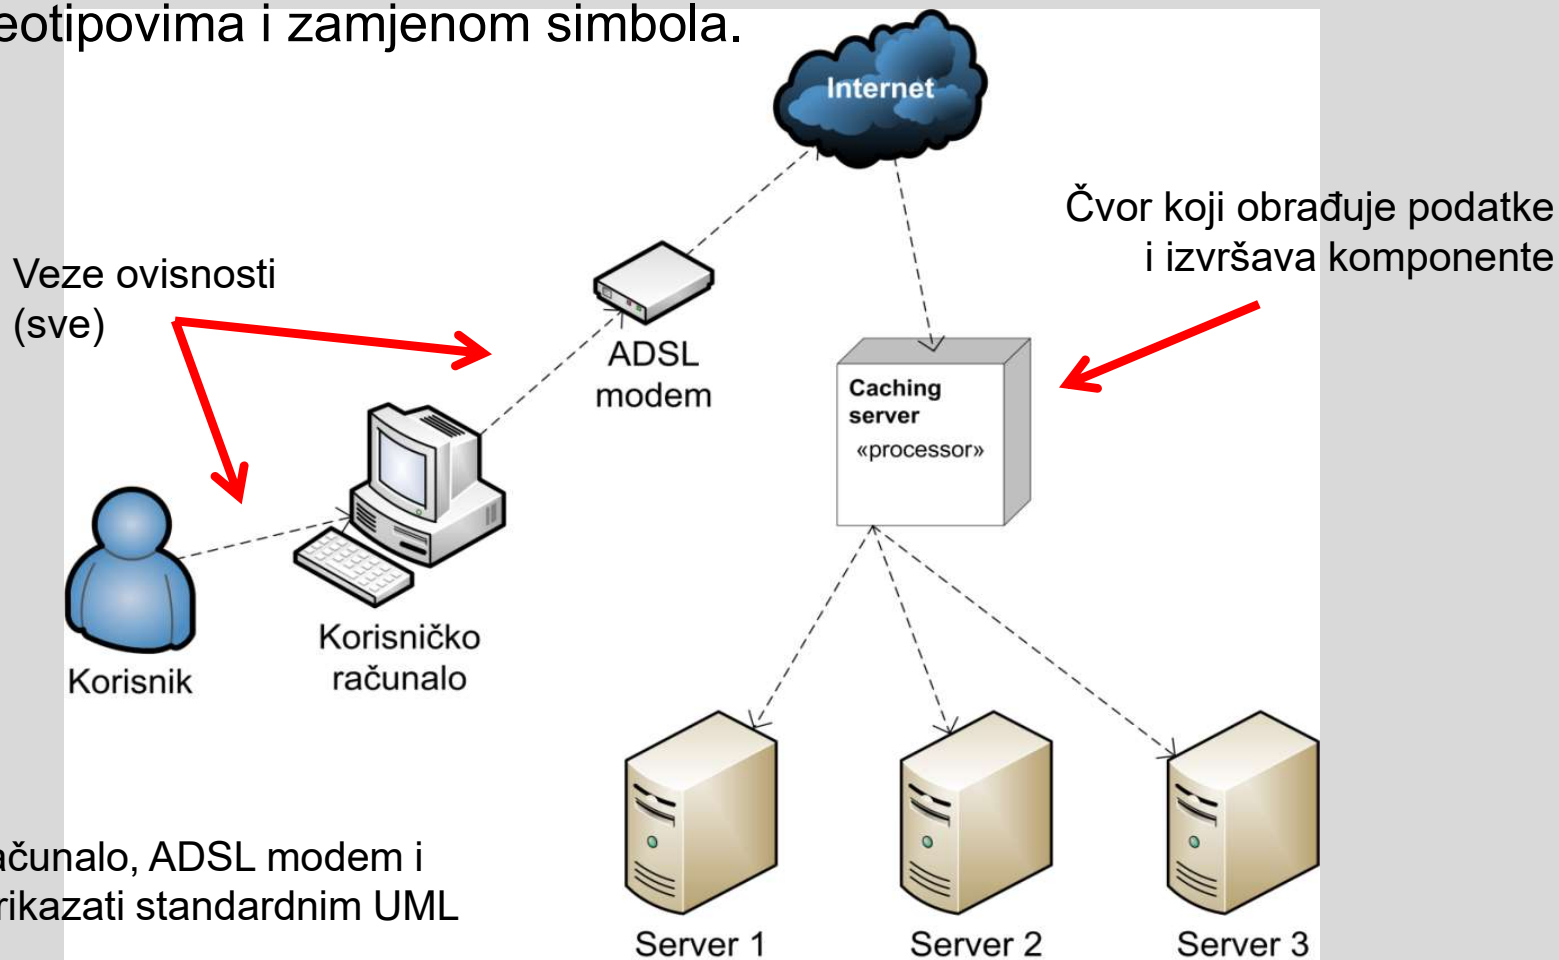 eotipovima i zamjenom simbola.
Internet
Čvor koji obrađuje podatke
i izvršava komponente
Veze ovisnosti
(sve)
ADSL
modem
Caching
server
«processor»
Korisničko
računalo
Korisnik
ačunalo, ADSL modem i
rikazati standardnim UML
Server 1
Server 2
Server 3